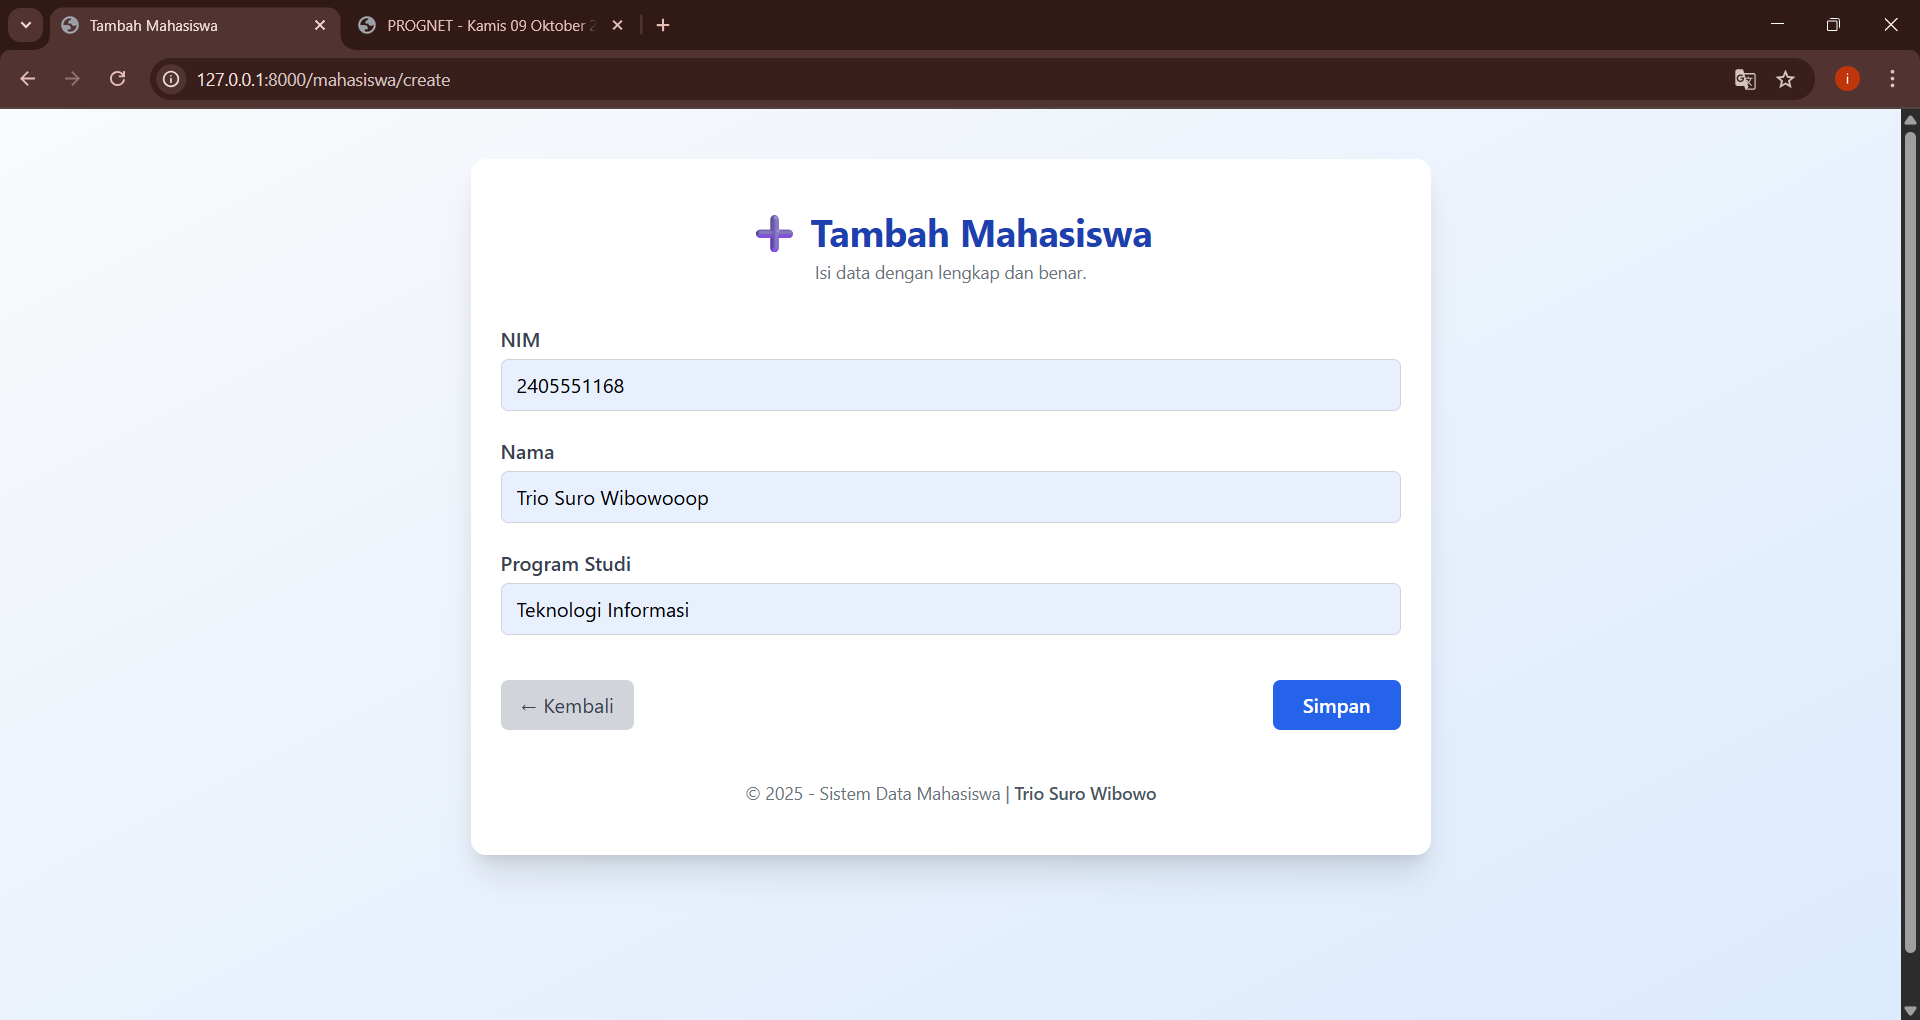 Tambah Mahasiswa
PROGNET - Kamis 09 Oktober
127.0.0.1:8000/mahasiswa/create
i
Tambah Mahasiswa
Isi data dengan lengkap dan benar.
NIM
2405551168
Nama
Trio Suro Wibowooop
Program Studi
Teknologi Informasi
← Kembali
Simpan
© 2025 - Sistem Data Mahasiswa | Trio Suro Wibowo